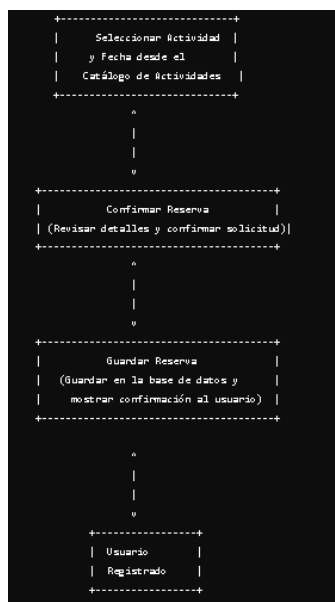 +----------------------------+
|     Seleccionar Actividad  |
|    y Fecha desde el        |
|   Catálogo de Actividades   |
+----------------------------+
^
|
|
v
+--------------------------------------+
|          Confirmar Reserva           |
| (Revisar detalles y confirmar solicitud)|
+--------------------------------------+
^
|
|
v
+--------------------------------------+
|          Guardar Reserva             |
|   (Guardar en la base de datos y     |
|     mostrar confirmación al usuario)  |
+--------------------------------------+
^
|
|
v
+-----------------+
|  Usuario        |
|  Registrado     |
+-----------------+